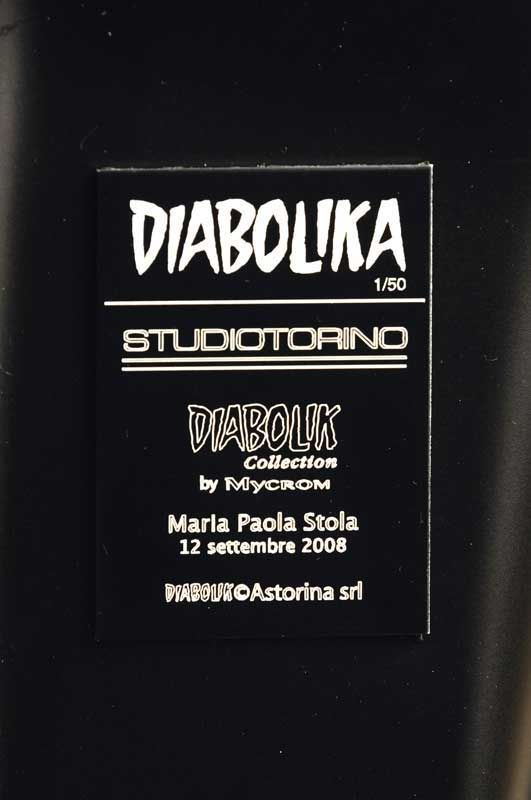 DIABOLIKA
1/50
STUDIOTORINO
DIABOLIK
Collection
by MYCROM
Maria Paola Stola
12 settembre 2008
DIABOLIK©Astorina srl